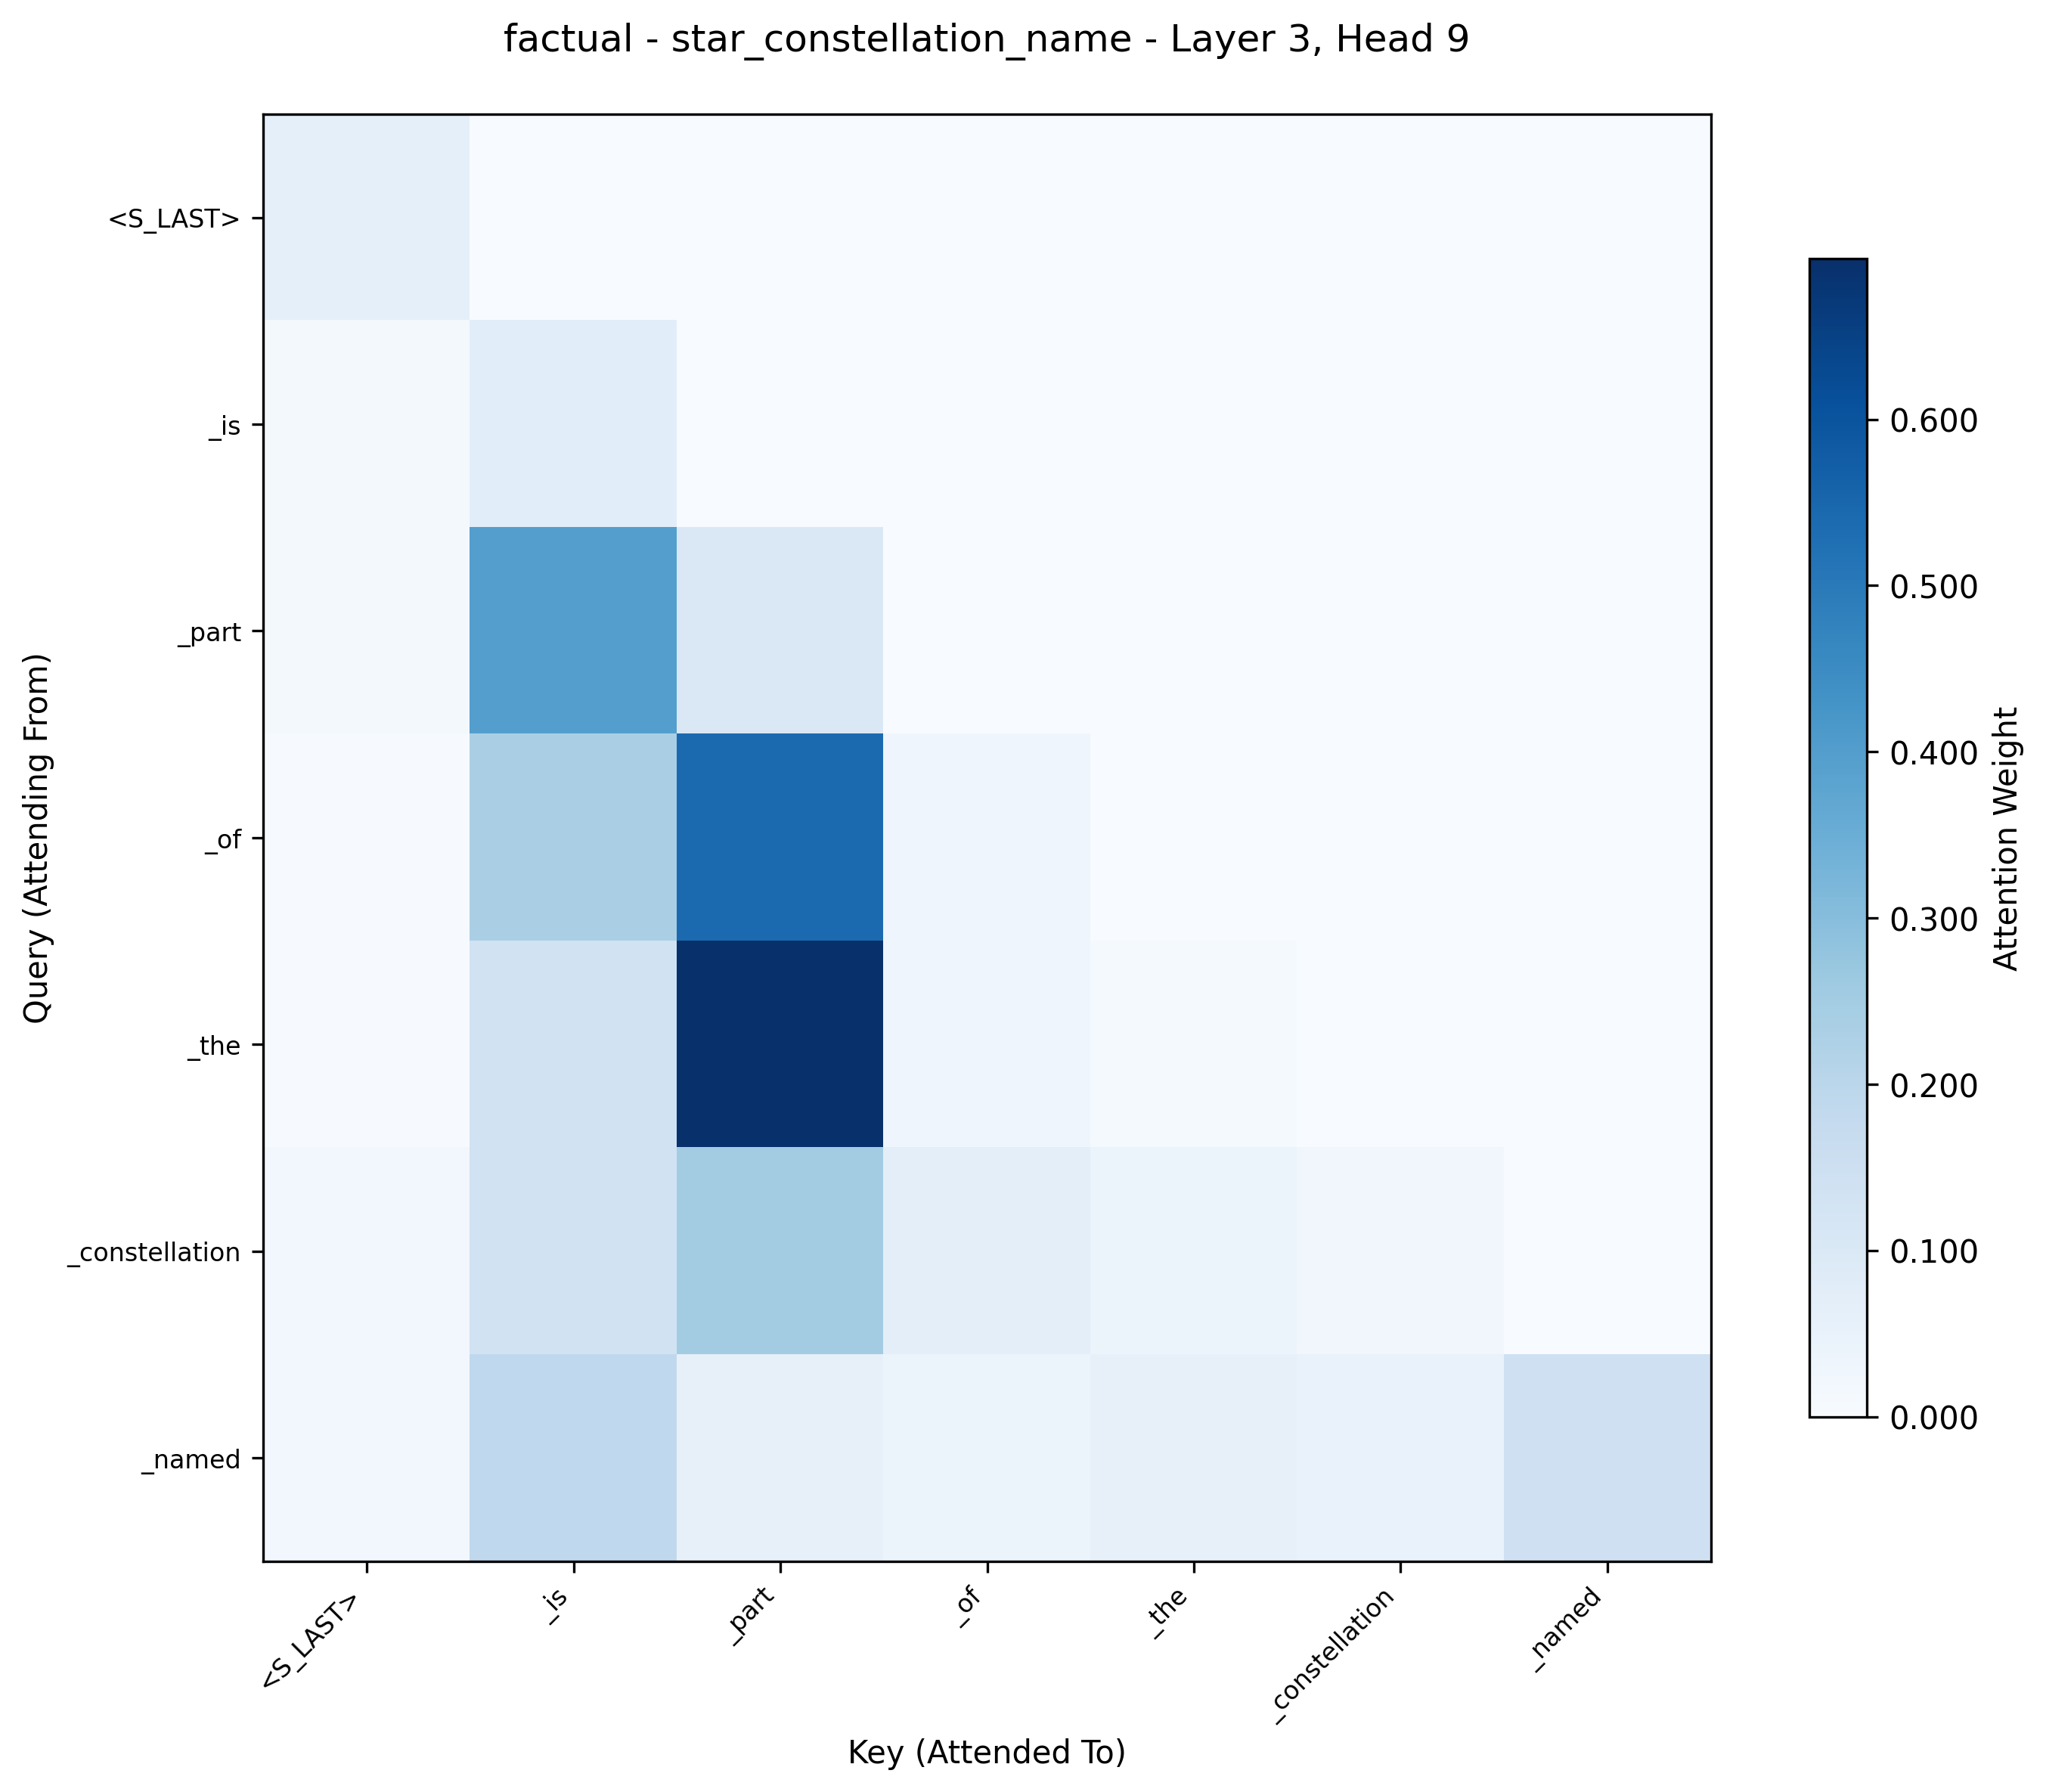 factual - star_constellation_name - Layer 3, Head 9
<S_LAST>
_is
_part
_of
_the
_constellation
_named
Query (Attending From)
<S_LAST>
_is
_part
_of
_the
_constellation
_named
Key (Attended To)
0.600
0.500
0.400
0.300
0.200
0.100
0.000
Attention Weight